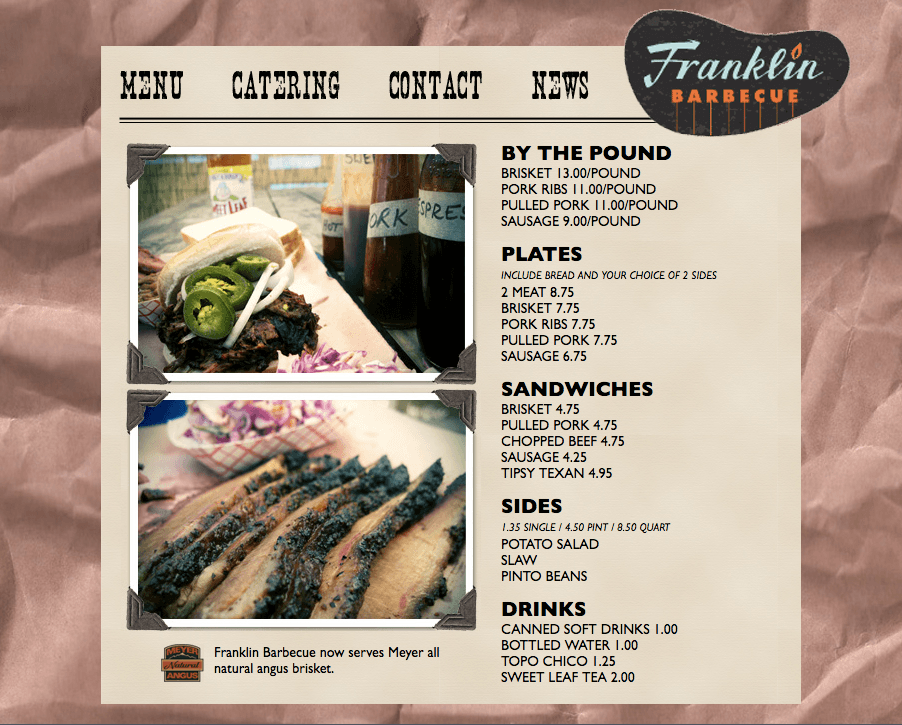 MENU CATERING CONTACT NEWS
Franklin
BARBECUE
BY THE POUND
BRISKET 13.00/POUND
PORK RIBS 11.00/POUND
PULLED PORK 11.00/POUND
SAUSAGE 9.00/POUND
PLATES
INCLUDE BREAD AND YOUR CHOICE OF 2 SIDES
2 MEAT 8.75
BRISKET 7.75
PORK RIBS 7.75
PULLED PORK 7.75
SAUSAGE 6.75
SANDWICHES
BRISKET 4.75
PULLED PORK 4.75
CHOPPED BEEF 4.75
SAUSAGE 4.25
TIPSY TEXAN 4.95
SIDES
1.35 SINGLE / 4.50 PINT / 8.50 QUART
POTATO SALAD
SLAW
PINTO BEANS
DRINKS
CANNED SOFT DRINKS 1.00
BOTTLED WATER 1.00
TOPO CHICO 1.25
SWEET LEAF TEA 2.00
SWE
EET LEAF
HOT
ORK
SPRES
MEYER
Natural
ANGUS
Franklin Barbecue now serves Meyer all
natural angus brisket.